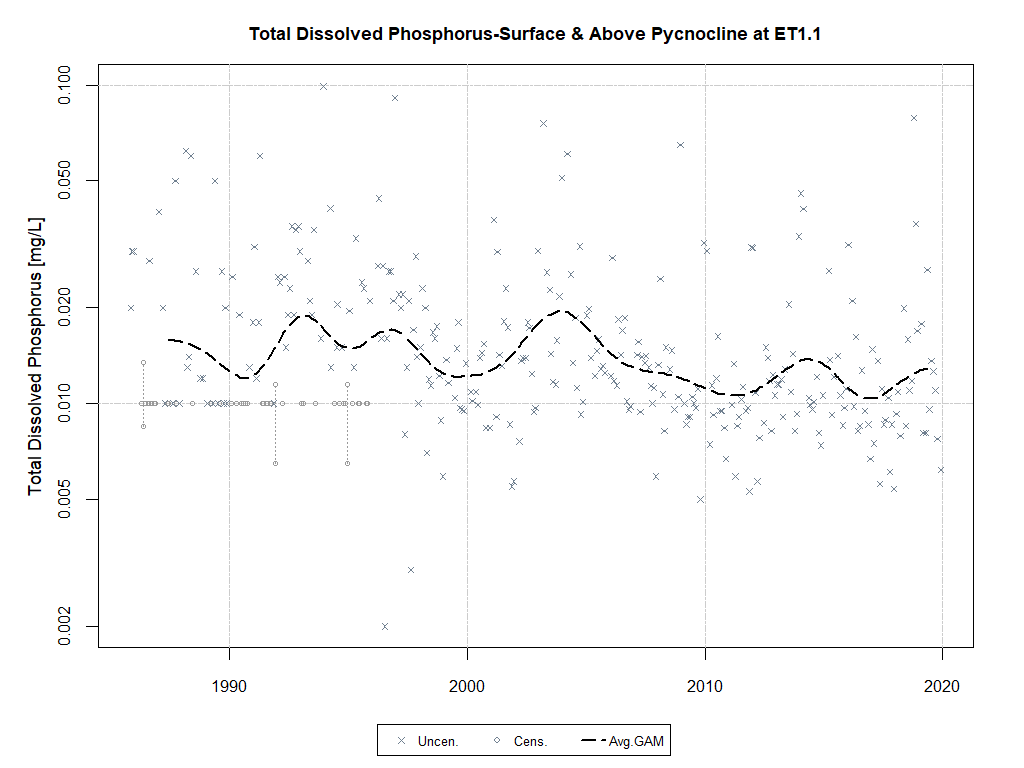 Total Dissolved Phosphorus-Surface & Above Pycnocline at ET1.1
Total Dissolved Phosphorus [mg/L]
0.100
0.050
0.020
0.010
0.005
0.002
1990 2000 2010 2020
Uncen. Cens. Avg.GAM